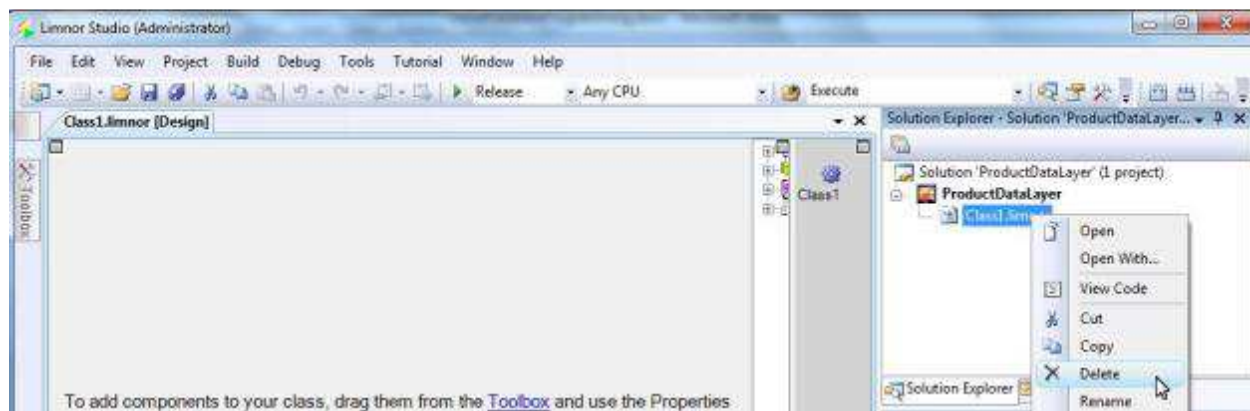 Limnor Studio (Administrator)
File Edit View Project Build Debug Tools Tutorial Window Help
Release Any CPU Execute
Class1.limnor [Design]
Solution Explorer - Solution 'ProductDataLayer...
Toolbox
Solution 'ProductDataLayer' (1 project)
ProductDataLayer
Class1
Open
Open With...
View Code
Cut
Copy
Delete
Rename
Solution Explorer
To add components to your class, drag them from the Toolbox and use the Properties